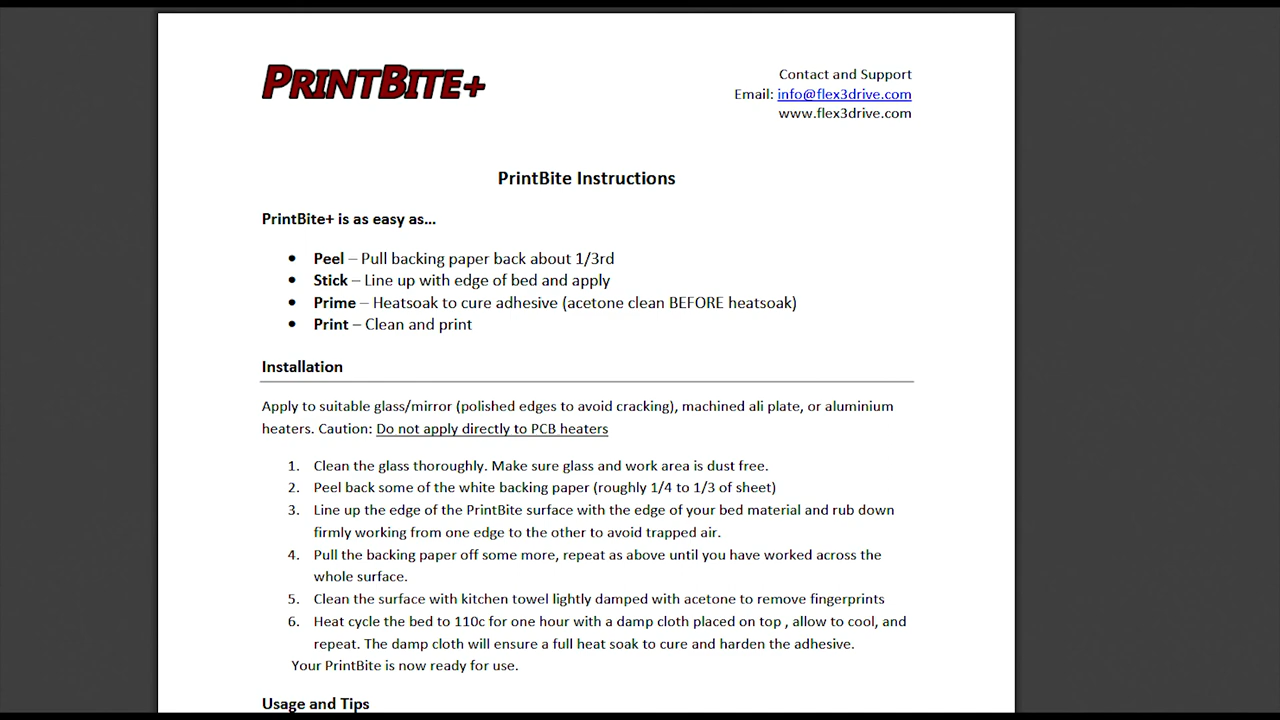 PRINTBITE+
Contact and Support
Email: info@flex3drive.com
www.flex3drive.com
PrintBite Instructions
PrintBite+ is as easy as...
• Peel – Pull backing paper back about 1/3rd
• Stick – Line up with edge of bed and apply
• Prime – Heatsoak to cure adhesive (acetone clean BEFORE heatsoak)
• Print – Clean and print
Installation
Apply to suitable glass/mirror (polished edges to avoid cracking), machined ali plate, or aluminium
heaters. Caution: Do not apply directly to PCB heaters
1. Clean the glass thoroughly. Make sure glass and work area is dust free.
2. Peel back some of the white backing paper (roughly 1/4 to 1/3 of sheet)
3. Line up the edge of the PrintBite surface with the edge of your bed material and rub down
firmly working from one edge to the other to avoid trapped air.
4. Pull the backing paper off some more, repeat as above until you have worked across the
whole surface.
5. Clean the surface with kitchen towel lightly damped with acetone to remove fingerprints
6. Heat cycle the bed to 110c for one hour with a damp cloth placed on top , allow to cool, and
repeat. The damp cloth will ensure a full heat soak to cure and harden the adhesive.
Your PrintBite is now ready for use.
Usage and Tips